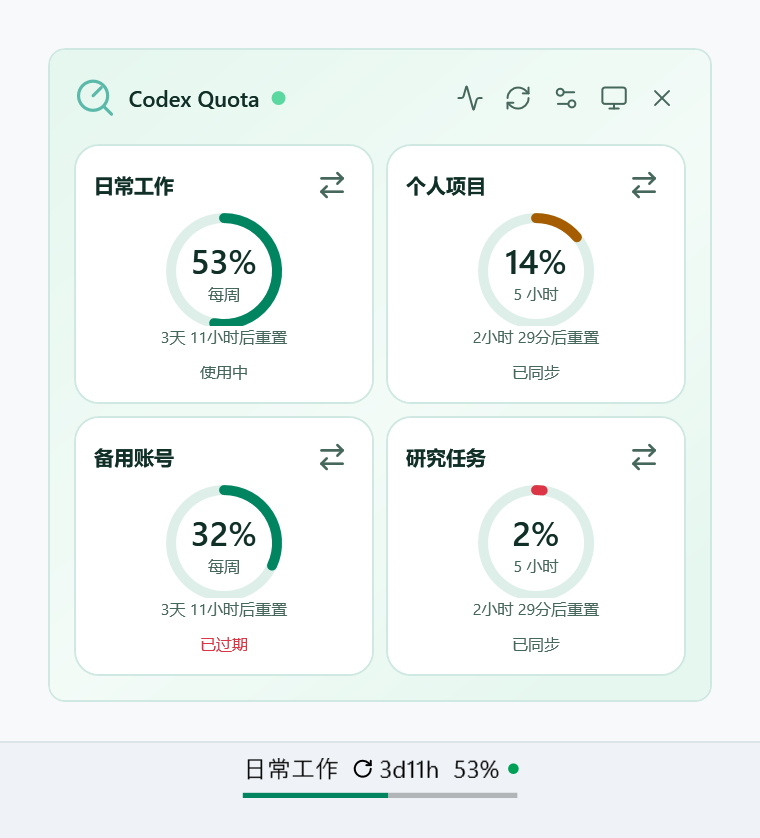 Codex Quota
日常工作
53%
每周
3天 11小时后重置
使用中
个人项目
14%
5 小时
2小时 29分后重置
已同步
备用账号
32%
每周
3天 11小时后重置
已过期
研究任务
2%
5 小时
2小时 29分后重置
已同步
日常工作 3d11h 53%